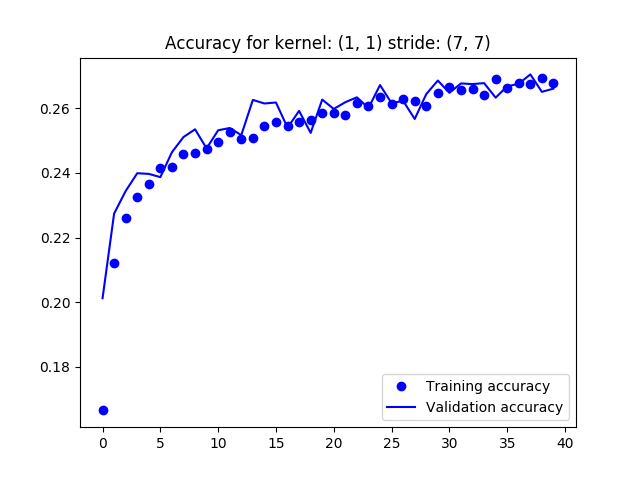 Accuracy for kernel: (1, 1) stride: (7, 7)
0.26
0.24
0.22
0.20
0.18
Training accuracy
Validation accuracy
0 5 10 15 20 25 30 35 40